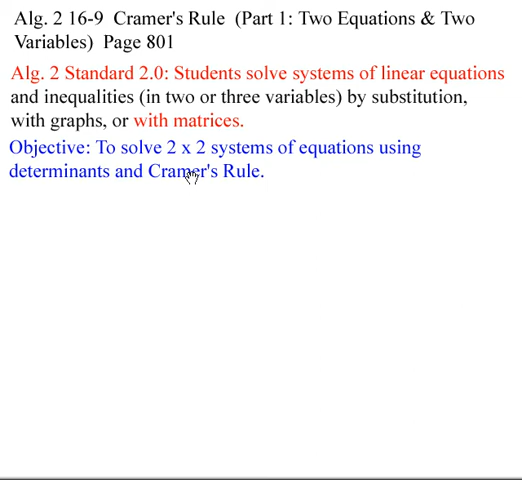 Alg. 2 16-9  Cramer's Rule  (Part 1: Two Equations & Two
Variables)  Page 801
Alg. 2 Standard 2.0: Students solve systems of linear equations
and inequalities (in two or three variables) by substitution,
with graphs, or with matrices.
Objective: To solve 2 x 2 systems of equations using
determinants and Cramer's Rule.